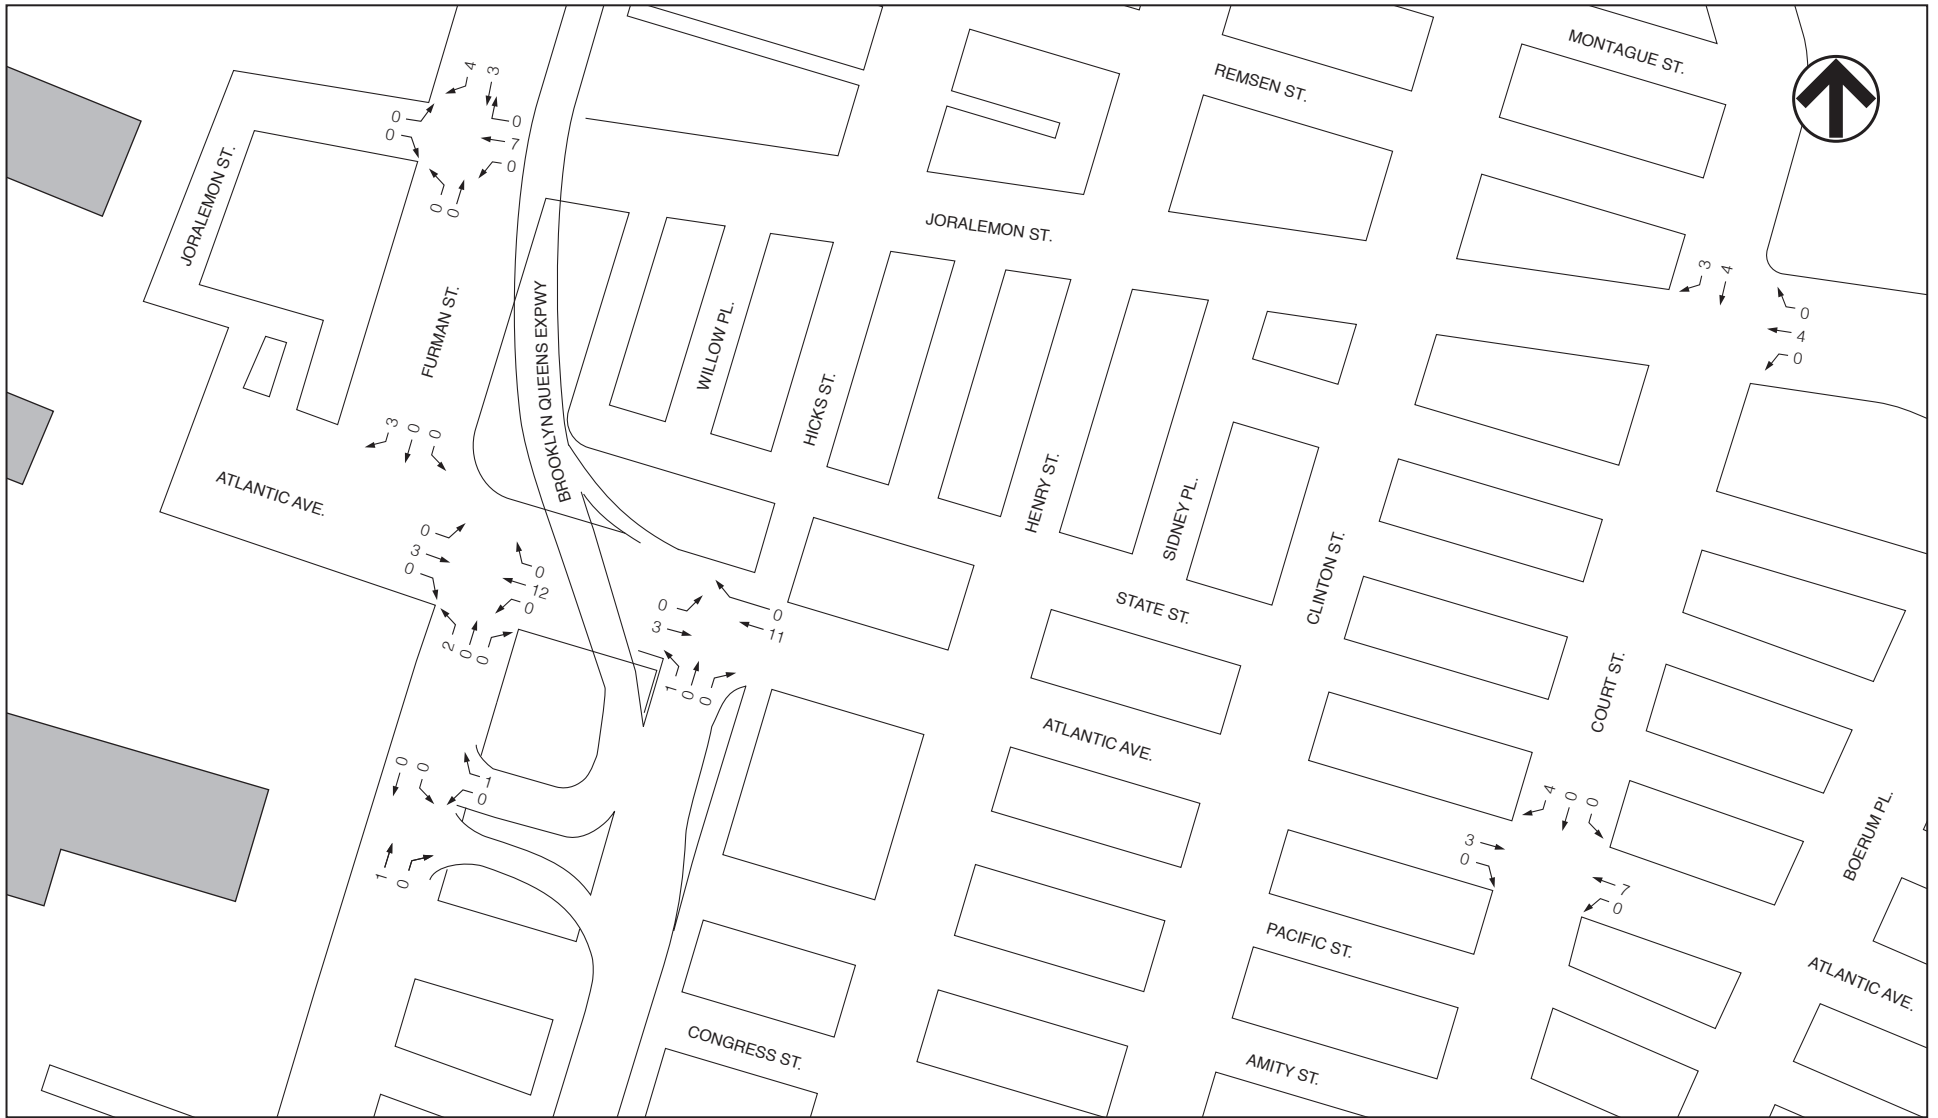 MONTAGUE ST.
REMSEN ST.
4
3
0
0
0
7
0
0
0
JORALEMON ST.
JORALEMON ST.
3
4
0
4
0
FURMAN ST.
BROOKLYN QUEENS EXPWY
WILLOW PL.
HICKS ST.
3
0
0
ATLANTIC AVE.
HENRY ST.
SIDNEY PL.
CLINTON ST.
0
3
0
0
12
0
2
0
0
0
3
0
11
1
0
0
STATE ST.
COURT ST.
ATLANTIC AVE.
0
0
1
0
1
0
4
0
0
3
0
7
0
BOERUM PL.
PACIFIC ST.
ATLANTIC AVE.
CONGRESS ST.
AMITY ST.